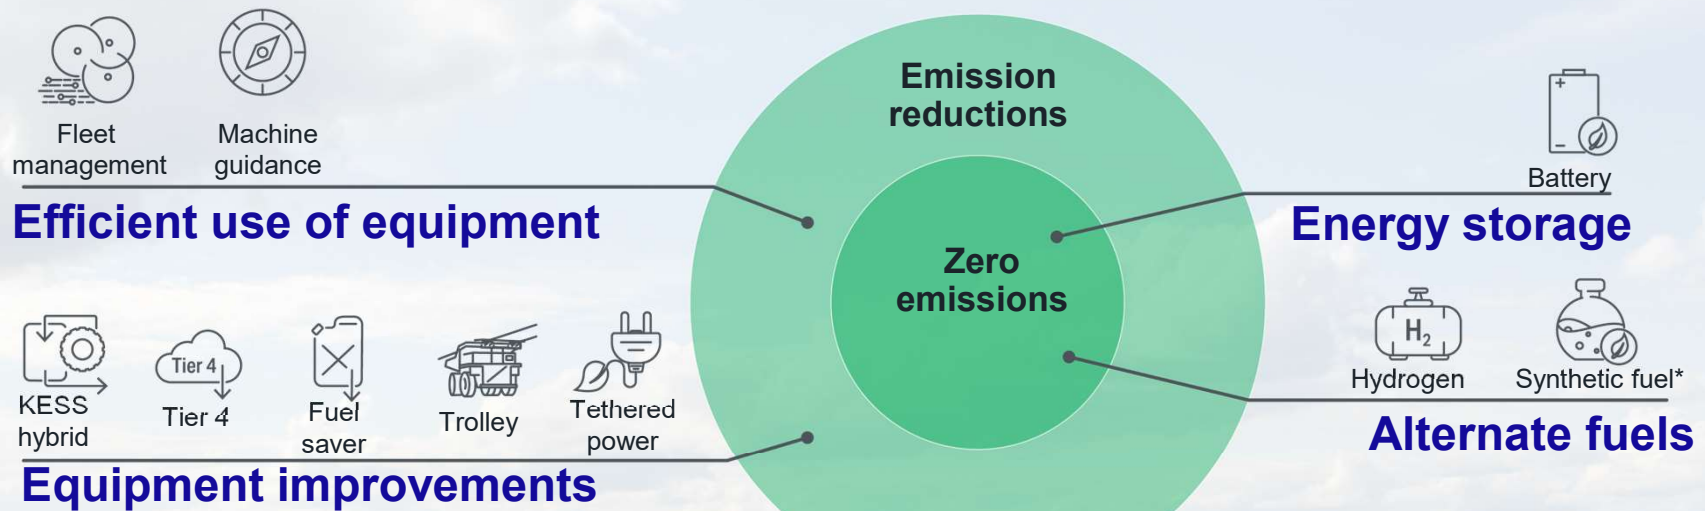 Fleet
management
Machine
guidance
Efficient use of equipment
KESS
hybrid
Tier 4
Tier 4
Fuel
saver
Trolley
Tethered
power
Equipment improvements
Emission
reductions
Zero
emissions
+
-
Battery
Energy storage
H2
Hydrogen
Synthetic fuel*
Alternate fuels